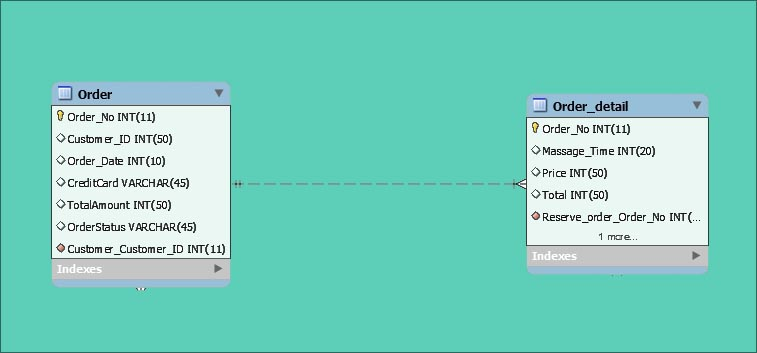 Order
Order_No INT(11)
Customer_ID INT(50)
Order_Date INT(10)
CreditCard VARCHAR(45)
TotalAmount INT(50)
OrderStatus VARCHAR(45)
Customer_Customer_ID INT(11)
Indexes
Order_detail
Order_No INT(11)
Massage_Time INT(20)
Price INT(50)
Total INT(50)
Reserve_order_Order_No INT(...
1 more...
Indexes